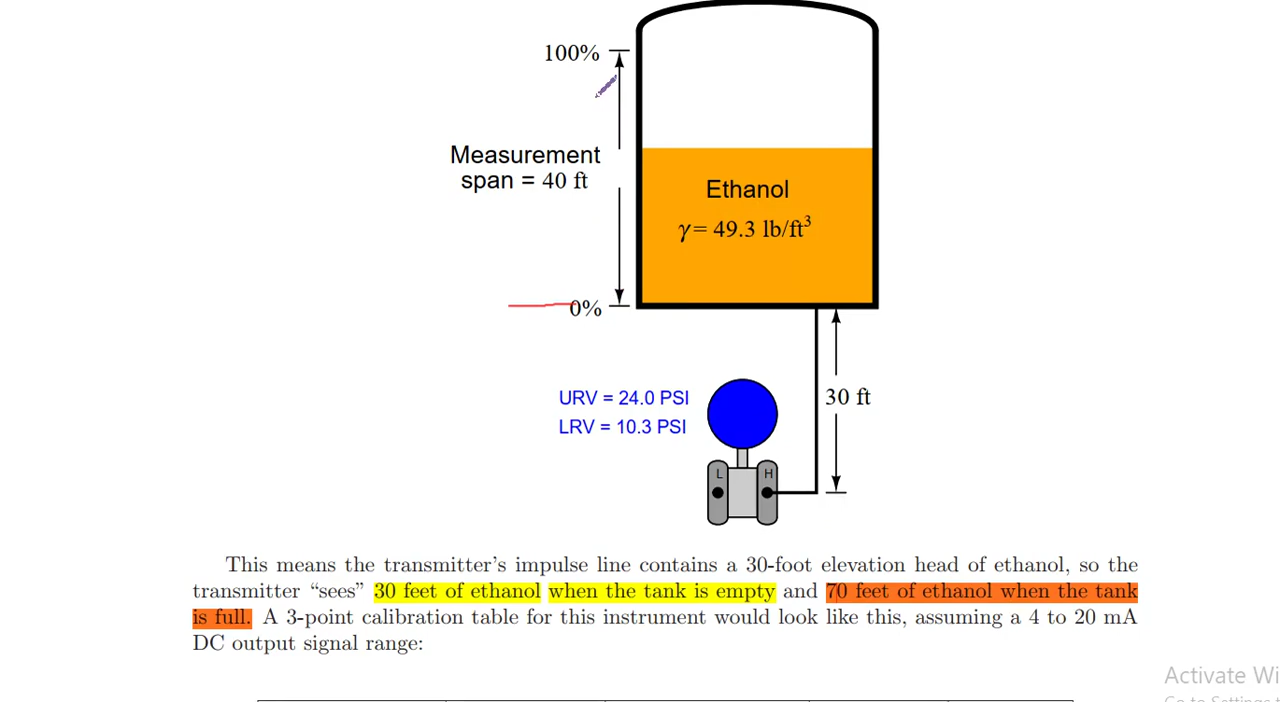 100%
Measurement
span = 40 ft
Ethanol
γ = 49.3 lb/ft³
0%
URV = 24.0 PSI
LRV = 10.3 PSI
30 ft
L
H
This means the transmitter's impulse line contains a 30-foot elevation head of ethanol, so the
transmitter “sees” 30 feet of ethanol when the tank is empty and 70 feet of ethanol when the tank
is full. A 3-point calibration table for this instrument would look like this, assuming a 4 to 20 mA
DC output signal range:
Activate Wi